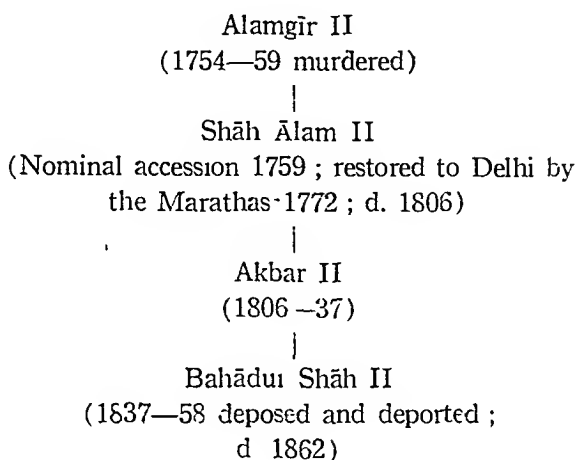 Alamgīr II
(1754—59 murdered)
|
Shāh Ālam II
(Nominal accession 1759 ; restored to Delhi by
the Marathas·1772 ; d. 1806)
|
Akbar II
(1806 –37)
|
Bahāduı Shāh II
(1837—58 deposed and deported ;
d 1862)